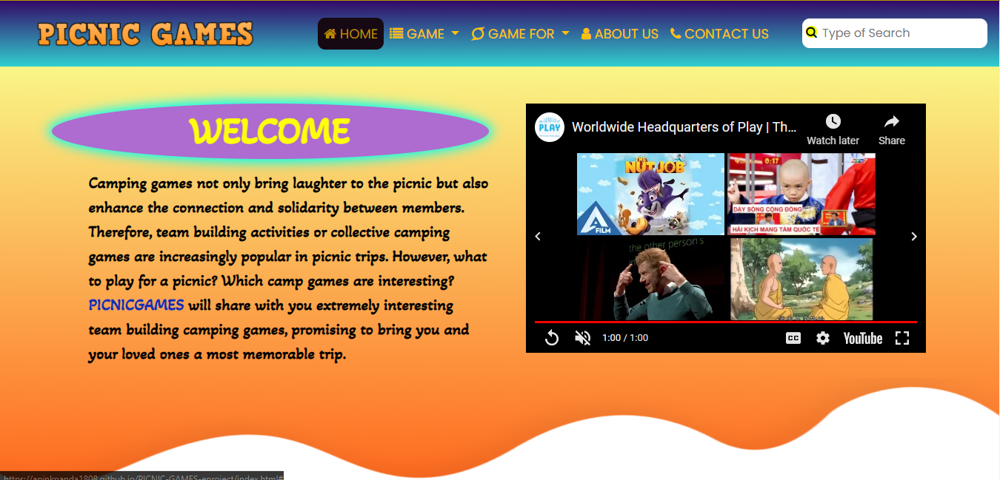 PICNIC GAMES
HOME GAME GAME FOR ABOUT US CONTACT US
Type of Search
WELCOME
Camping games not only bring laughter to the picnic but also
enhance the connection and solidarity between members.
Therefore, team building activities or collective camping
games are increasingly popular in picnic trips. However, what
to play for a picnic? Which camp games are interesting?
PICNICGAMES will share with you extremely interesting
team building camping games, promising to bring you and
your loved ones a most memorable trip.
PLAY
Worldwide Headquarters of Play | Th...
Watch later
Share
THE
NUT JOB
A
FILM
0:17
DÃY SỐNG CỘNG ĐỒNG
HÀI KỊCH MANG TẦM QUỐC TẾ
the other person's
1:00 / 1:00
CC
YouTube
https://apinkpanda1808.github.io/PICNIC-GAMES-eproject/index.html#